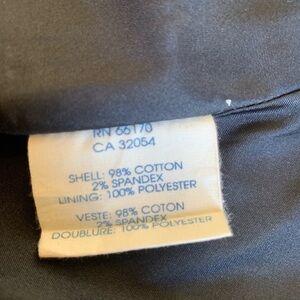 RN 66170
CA 32054
SHELL: 98% COTTON
2% SPANDEX
LINING: 100% POLYESTER
VESTE: 98% COTON
2% SPANDEX
DOUBLURE: 100% POLYESTER